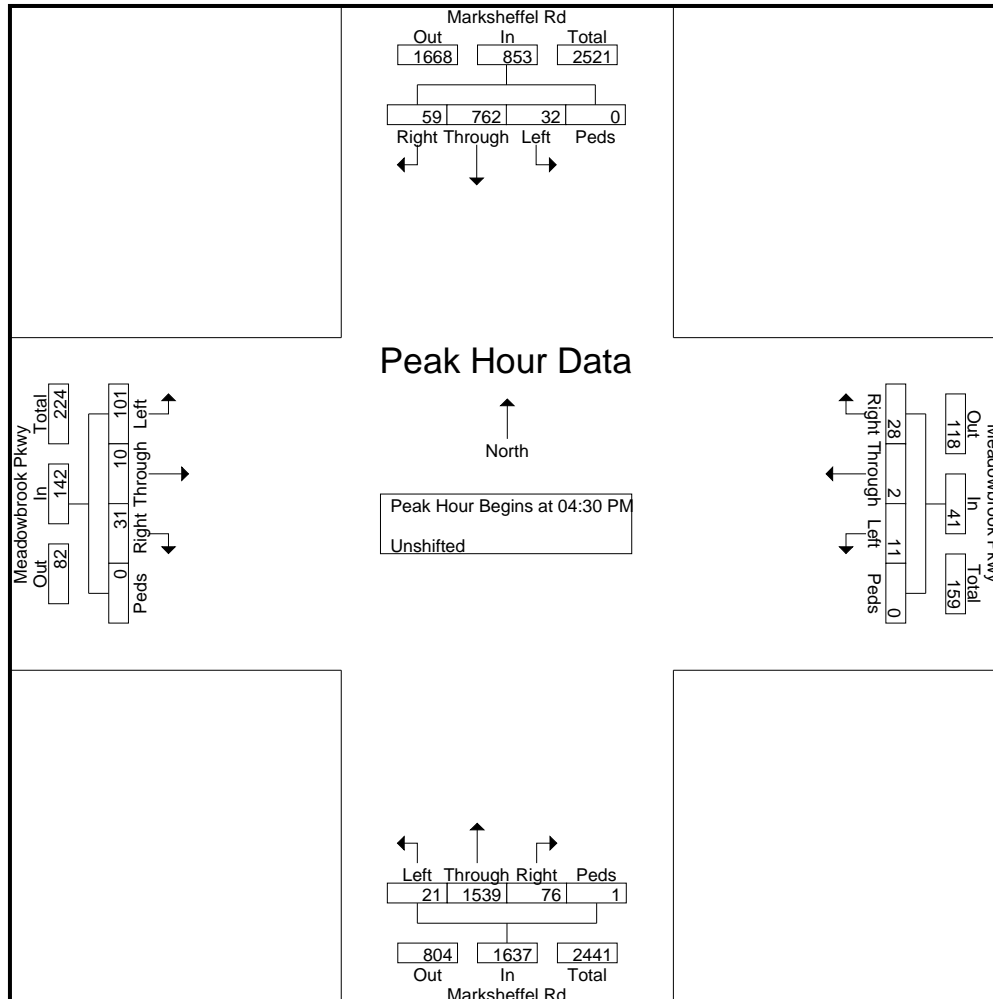 Marksheffel Rd
Out In Total
1668 853 2521
59 762 32 0
Right Through Left Peds
Peak Hour Data
North
Peak Hour Begins at 04:30 PM
Unshifted
Meadowbrook Pkwy
Total In Out
224 142 82
101 10 31 0
Left Through Right Peds
Meadowbrook Pkwy
Out In Total
118 41 159
28 2 11 0
Right Through Left Peds
Left Through Right Peds
21 1539 76 1
804 1637 2441
Out In Total
Marksheffel Rd